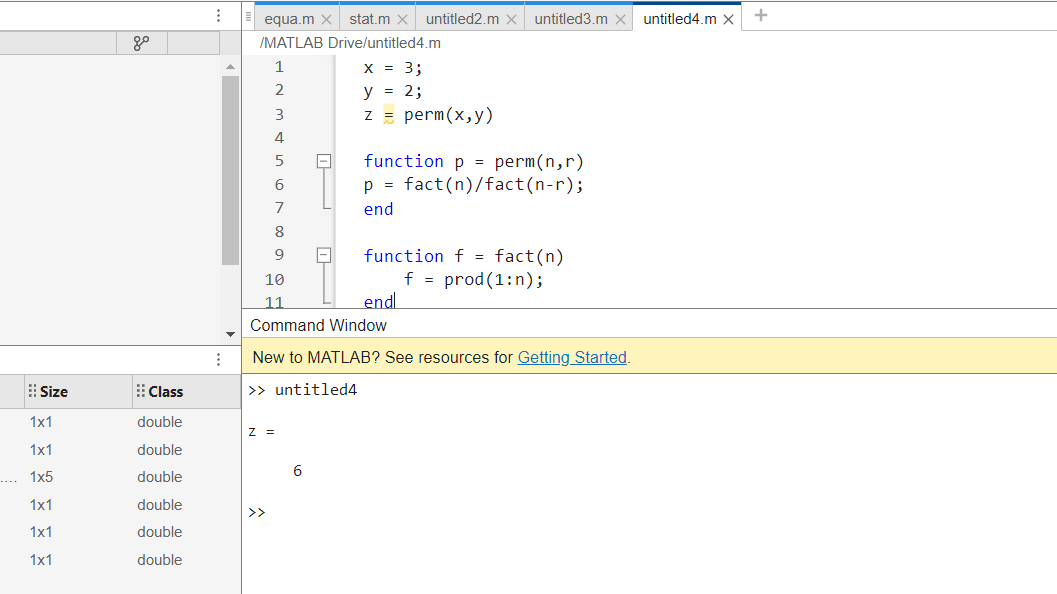 equa.m × stat.m × untitled2.m × untitled3.m × untitled4.m × +
/MATLAB Drive/untitled4.m
1 x = 3;
2 y = 2;
3 z = perm(x,y)
4
5 function p = perm(n,r)
6 p = fact(n)/fact(n-r);
7 end
8
9 function f = fact(n)
10 f = prod(1:n);
11 end
Command Window
New to MATLAB? See resources for Getting Started.
>> untitled4
z =
6
>>
Size Class
1x1 double
1x1 double
.... 1x5 double
1x1 double
1x1 double
1x1 double